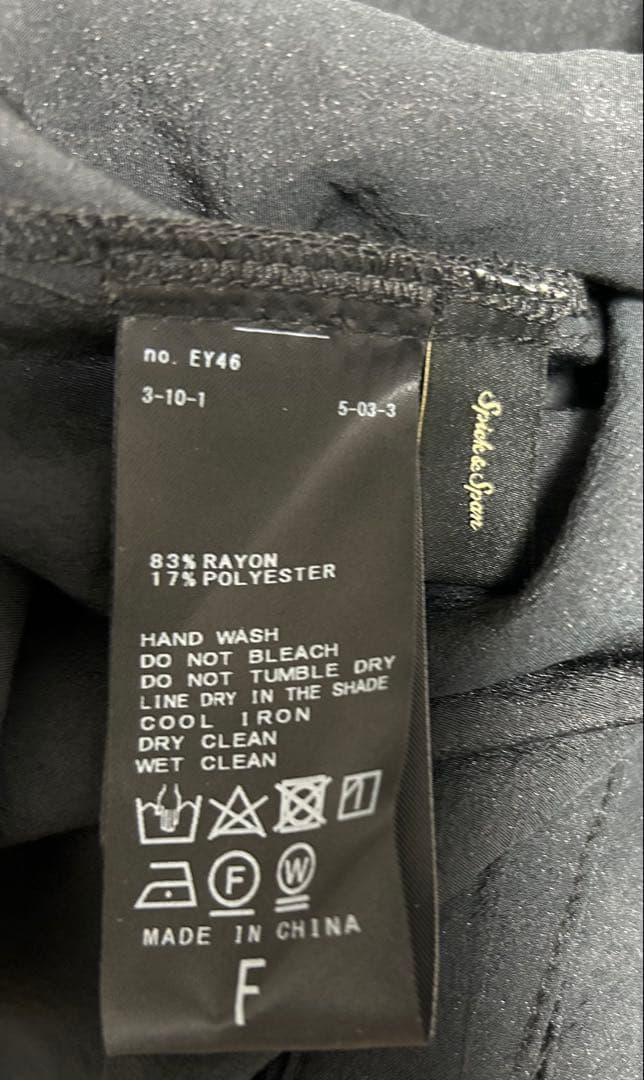 no. EY46
3-10-1
5-03-3
Spick & Span
83% RAYON
17% POLYESTER
HAND WASH
DO NOT BLEACH
DO NOT TUMBLE DRY
LINE DRY IN THE SHADE
COOL IRON
DRY CLEAN
WET CLEAN
F
W
MADE IN CHINA
F